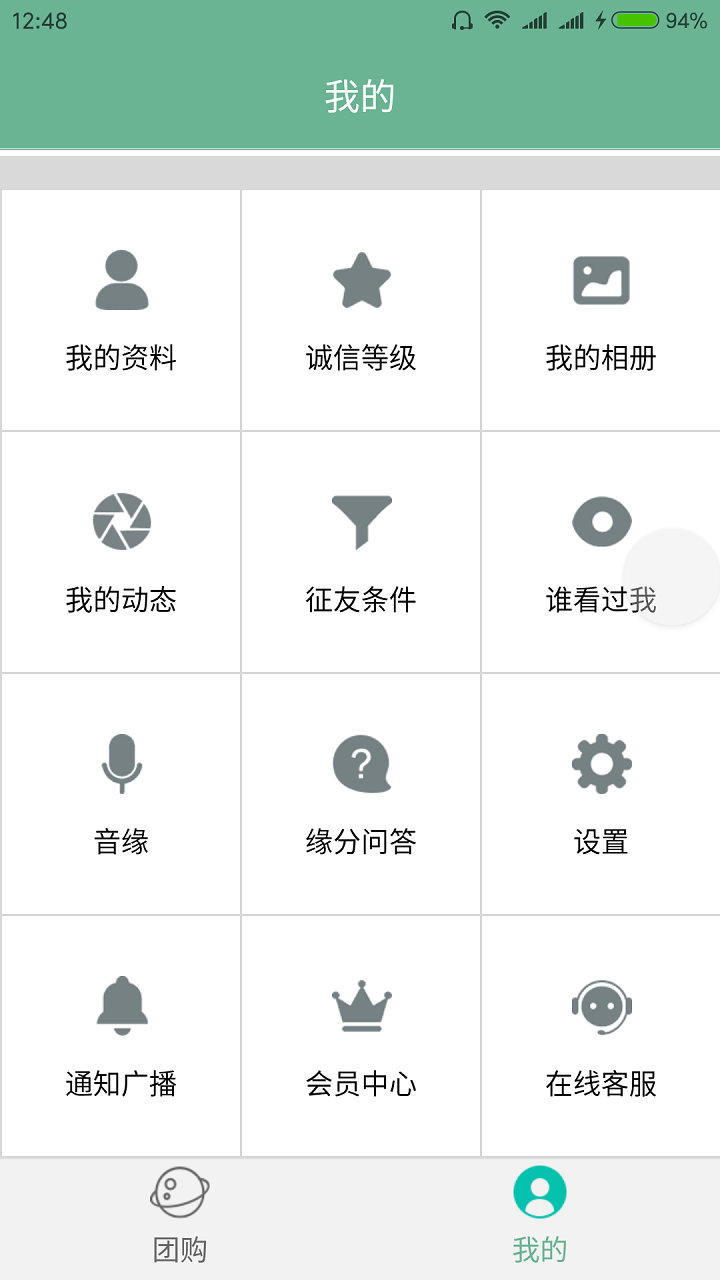 12:48
94%
我的
我的资料
诚信等级
我的相册
我的动态
征友条件
谁看过我
音缘
?
缘分问答
设置
通知广播
会员中心
在线客服
团购
我的